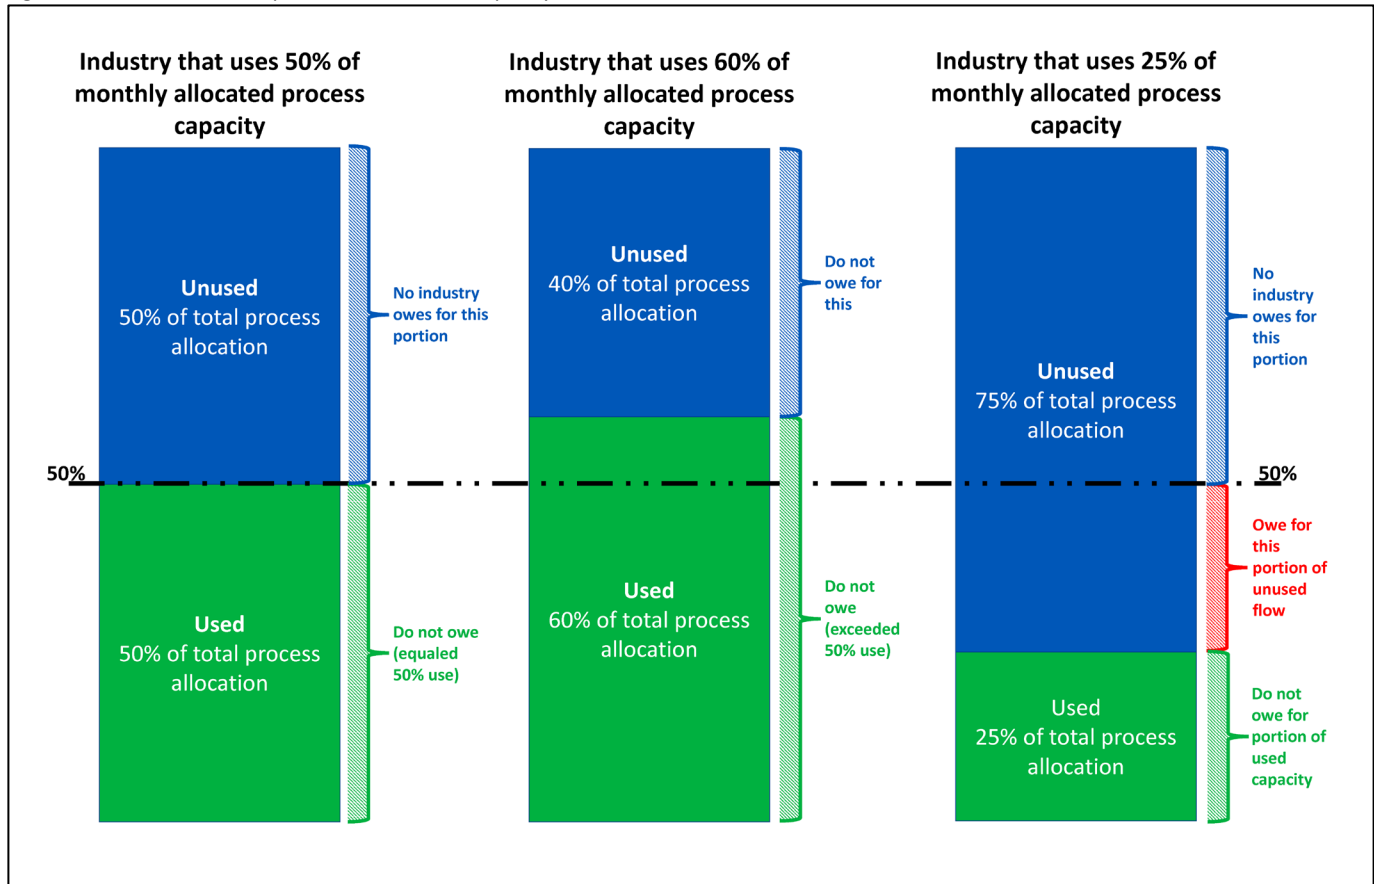 Industry that uses 50% of
monthly allocated process
capacity
Unused
50% of total process
allocation
No industry
owes for this
portion
50%
Used
50% of total process
allocation
Do not owe
(equaled
50% use)
Industry that uses 60% of
monthly allocated process
capacity
Unused
40% of total process
allocation
Do not
owe for
this
Used
60% of total process
allocation
Do not
owe
(exceeded
50% use)
Industry that uses 25% of
monthly allocated process
capacity
Unused
75% of total process
allocation
No
industry
owes for
this
portion
50%
Owe for
this
portion of
unused
flow
Used
25% of total process
allocation
Do not
owe for
portion of
used
capacity